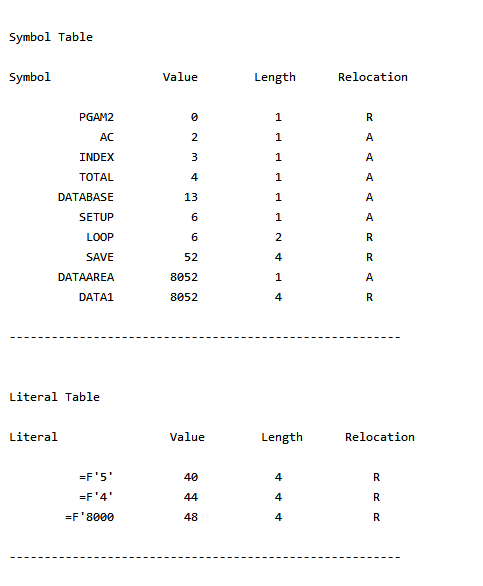 Symbol Table
Symbol Value Length Relocation
PGAM2 0 1 R
AC 2 1 A
INDEX 3 1 A
TOTAL 4 1 A
DATABASE 13 1 A
SETUP 6 1 A
LOOP 6 2 R
SAVE 52 4 R
DATAAREA 8052 1 A
DATA1 8052 4 R
--------------------------------------------------------
Literal Table
Literal Value Length Relocation
=F'5' 40 4 R
=F'4' 44 4 R
=F'8000 48 4 R
--------------------------------------------------------